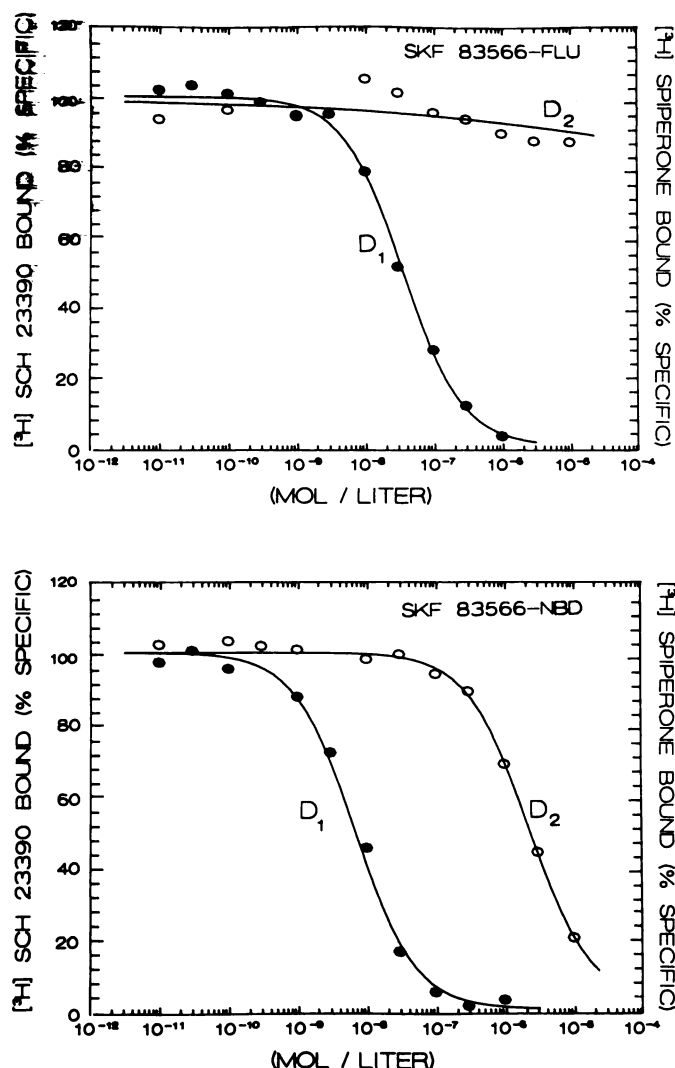 SKF 83566-FLU
[³H] SCH 23390 BOUND (% SPECIFIC)
[³H] SPIPERONE BOUND (% SPECIFIC)
120
100
80
60
40
20
0
D₂
D₁
10⁻¹² 10⁻¹¹ 10⁻¹⁰ 10⁻⁹ 10⁻⁸ 10⁻⁷ 10⁻⁶ 10⁻⁵ 10⁻⁴
(MOL / LITER)
SKF 83566-NBD
[³H] SCH 23390 BOUND (% SPECIFIC)
[³H] SPIPERONE BOUND (% SPECIFIC)
120
100
80
60
40
20
0
D₁
D₂
10⁻¹² 10⁻¹¹ 10⁻¹⁰ 10⁻⁹ 10⁻⁸ 10⁻⁷ 10⁻⁶ 10⁻⁵ 10⁻⁴
(MOL / LITER)